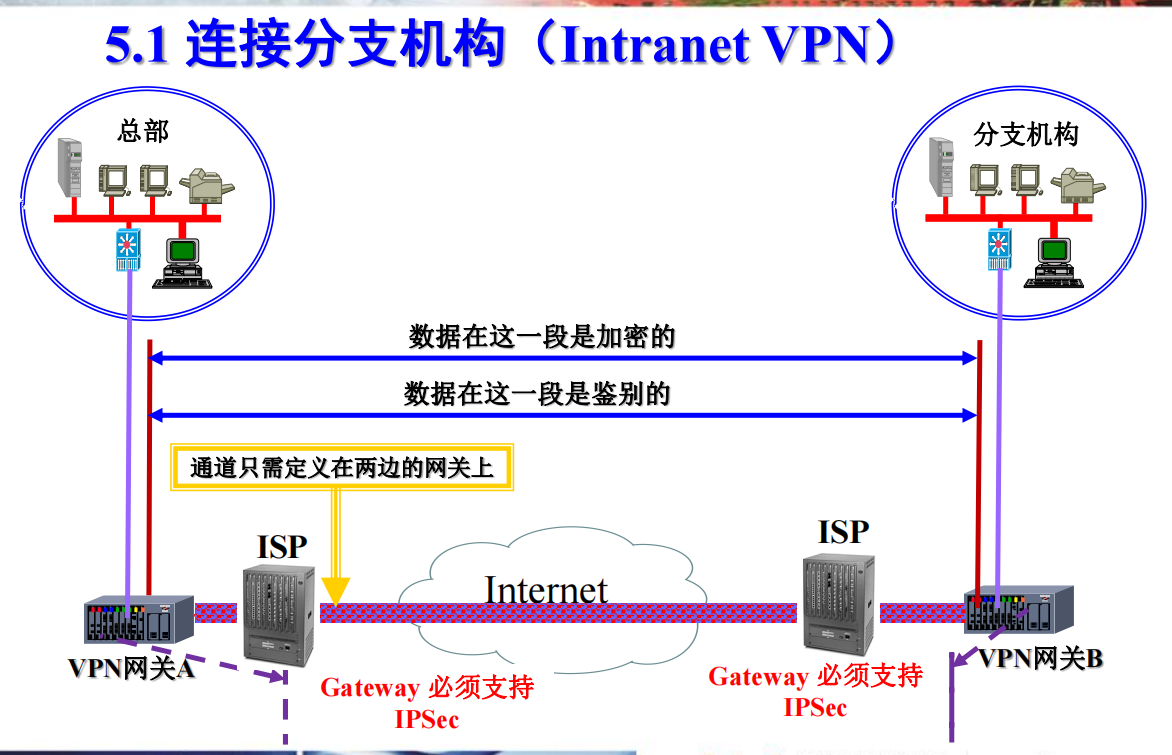 5.1 连接分支机构（Intranet VPN）
总部
分支机构
数据在这一段是加密的
数据在这一段是鉴别的
通道只需定义在两边的网关上
ISP
ISP
Internet
VPN网关A
VPN网关B
Gateway 必须支持
IPSec
Gateway 必须支持
IPSec